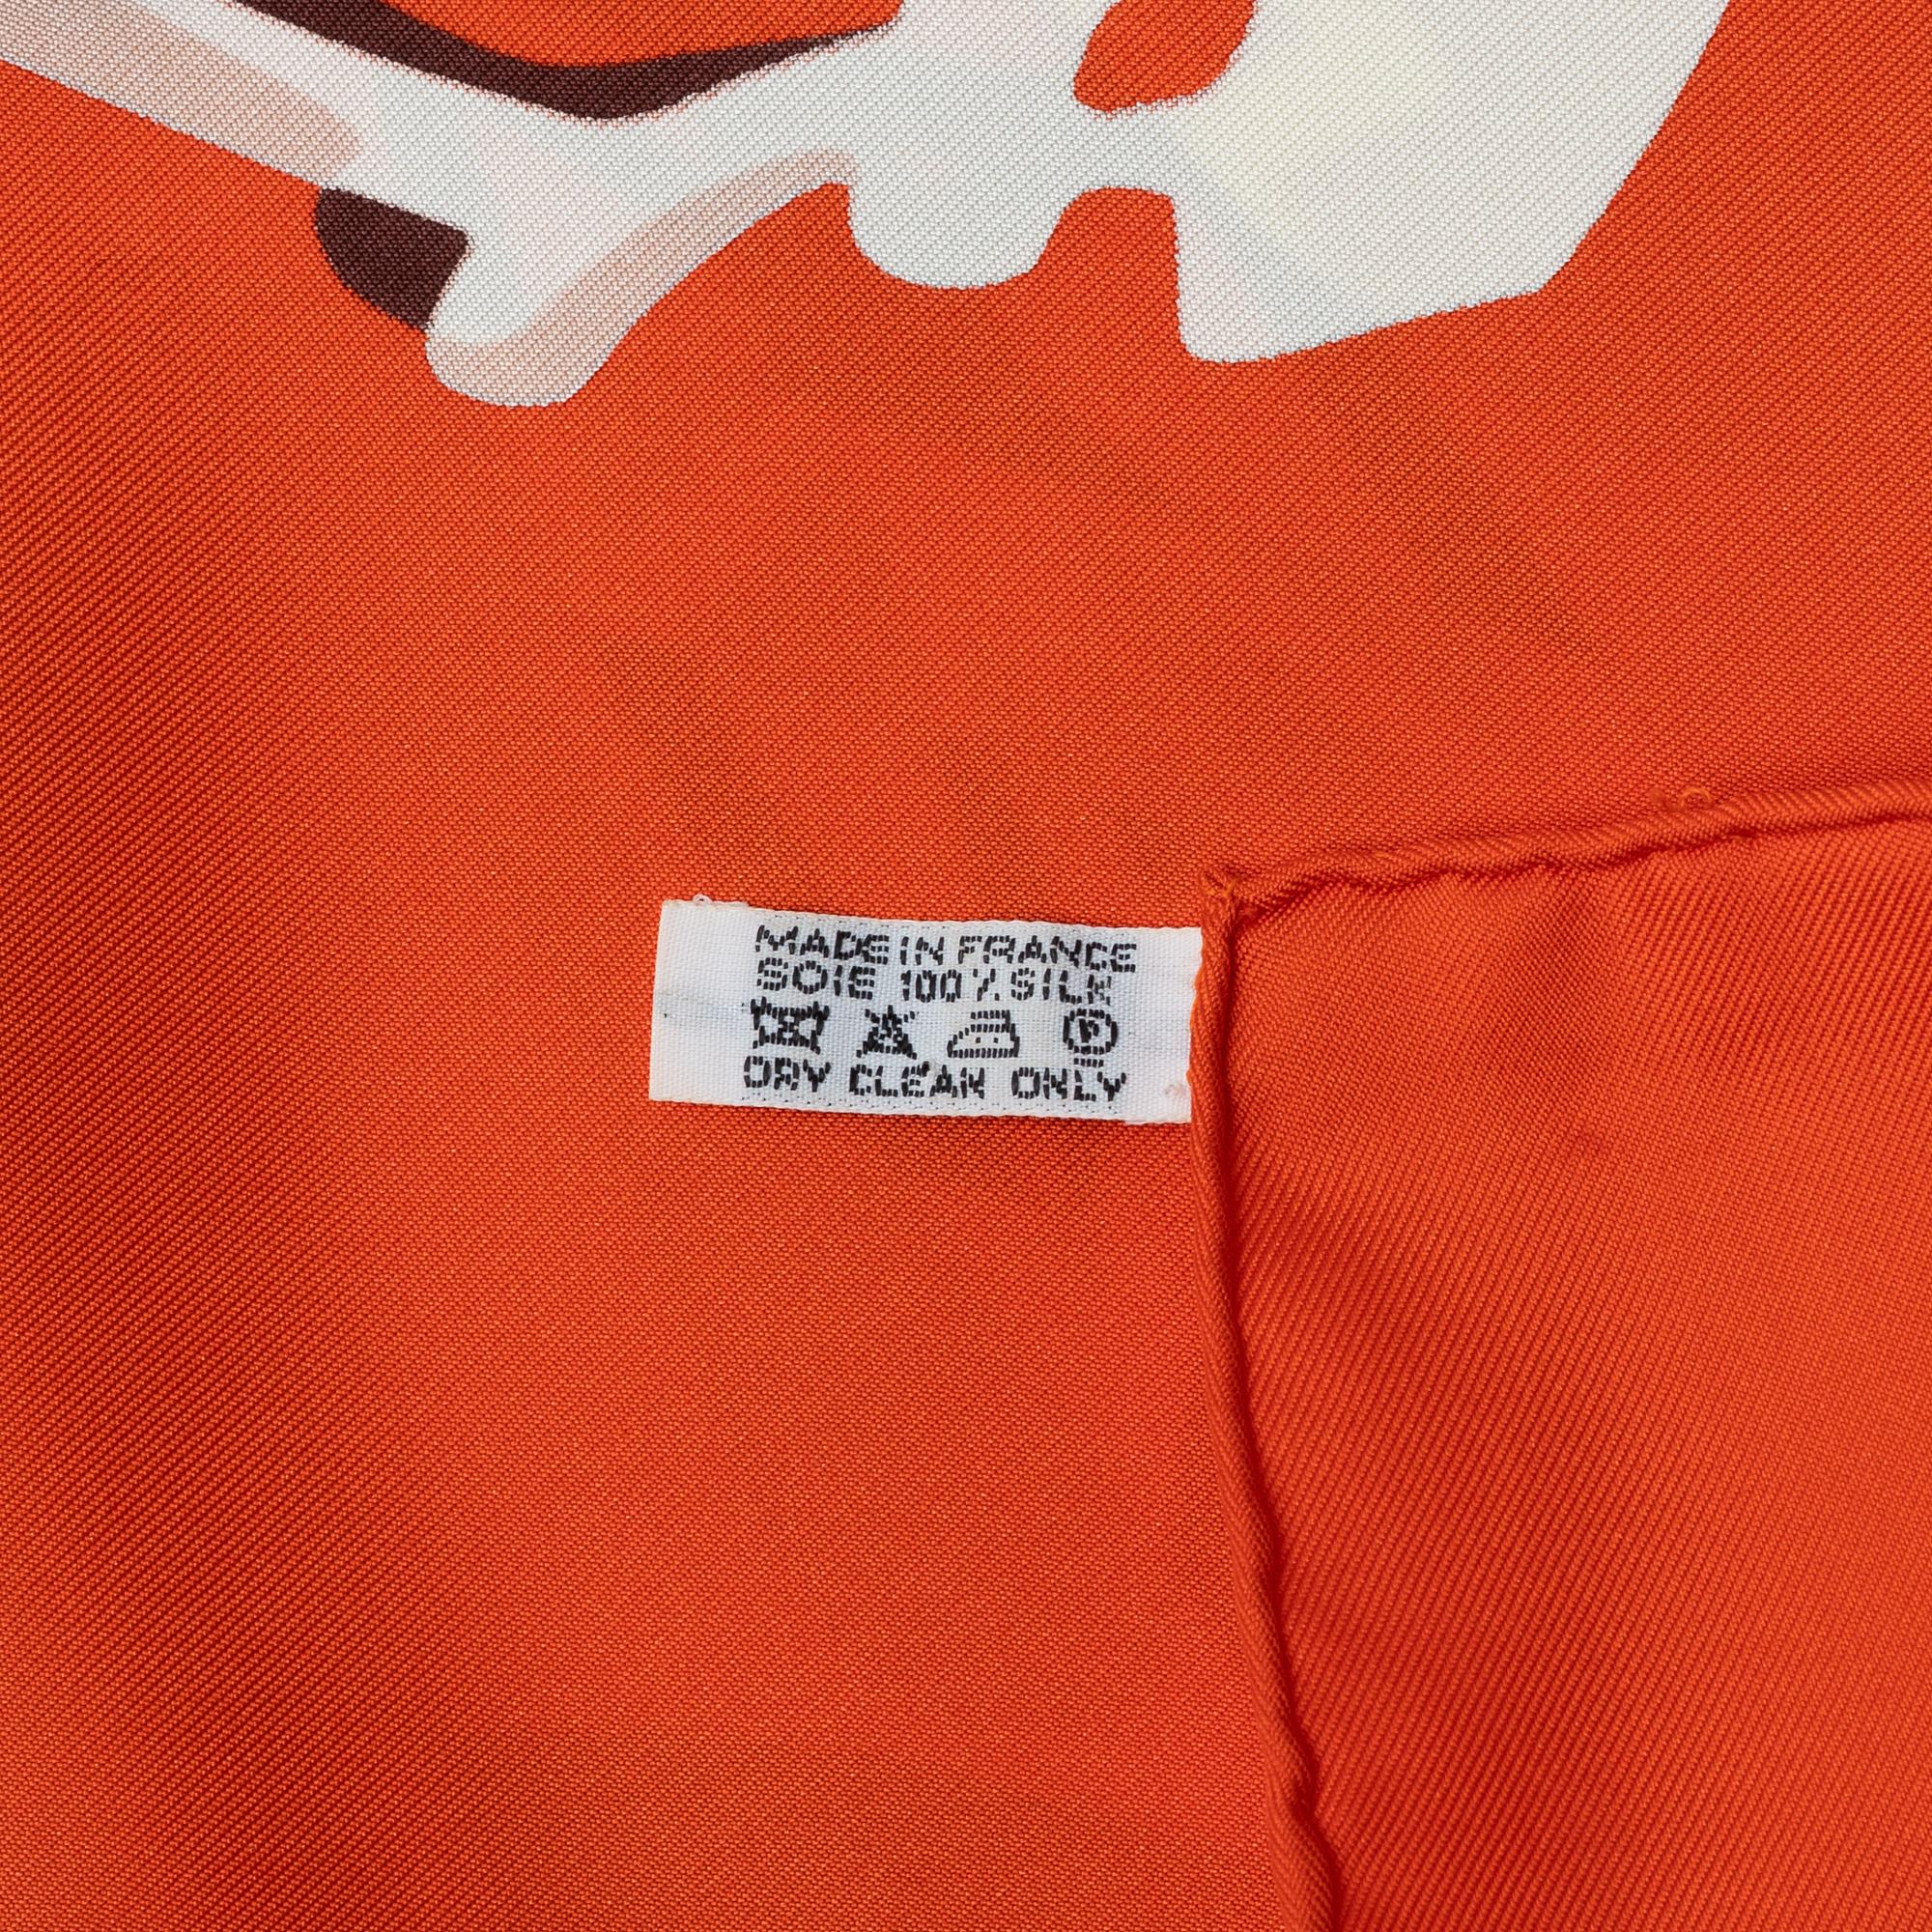 MADE IN FRANCE
SOIE 100% SILK
P
DRY CLEAN ONLY